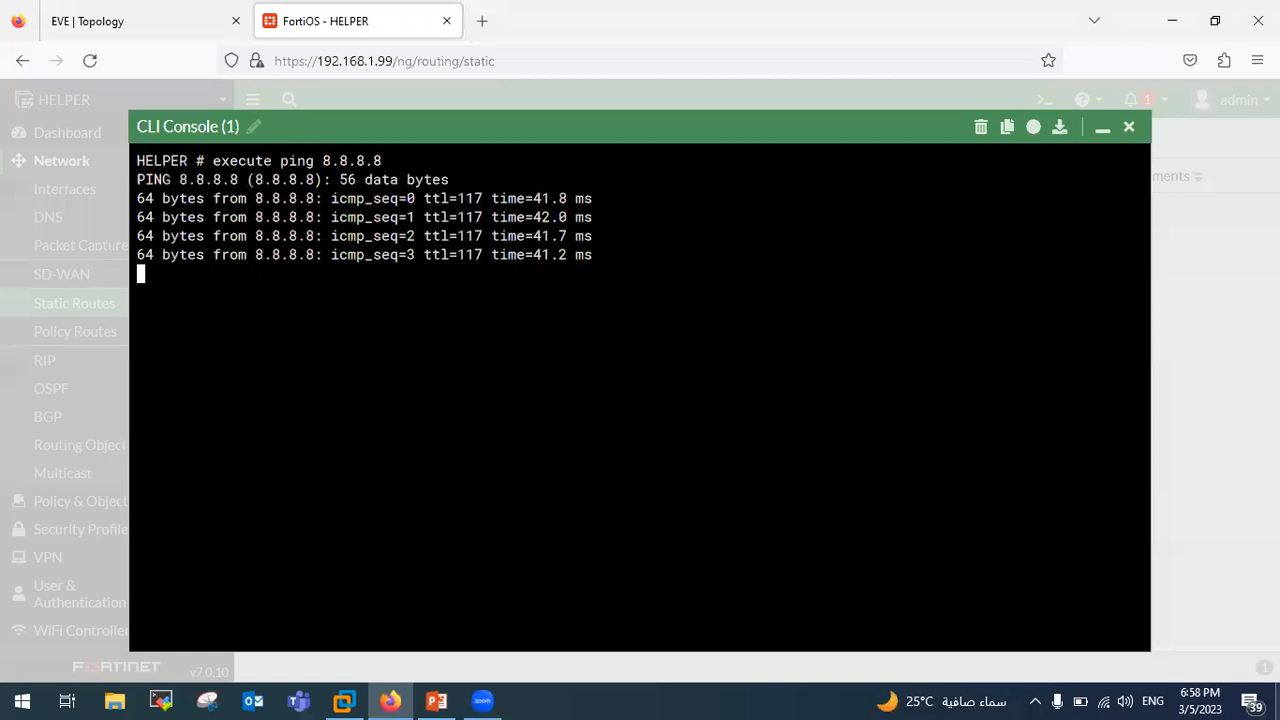 EVE | Topology
FortiOS - HELPER
https://192.168.1.99/ng/routing/static
HELPER
1
admin
CLI Console (1)
Dashboard
Network
Interfaces
DNS
Packet Capture
SD-WAN
Static Routes
Policy Routes
RIP
OSPF
BGP
Routing Object
Multicast
Policy & Object
Security Profile
VPN
User &
Authentication
WiFi Controlle
FORTINET
v7.0.10
HELPER # execute ping 8.8.8.8
PING 8.8.8.8 (8.8.8.8): 56 data bytes
64 bytes from 8.8.8.8: icmp_seq=0 ttl=117 time=41.8 ms
64 bytes from 8.8.8.8: icmp_seq=1 ttl=117 time=42.0 ms
64 bytes from 8.8.8.8: icmp_seq=2 ttl=117 time=41.7 ms
64 bytes from 8.8.8.8: icmp_seq=3 ttl=117 time=41.2 ms
ments
1
25°C سماء صافية
ENG
6:58 PM
3/5/2023
39